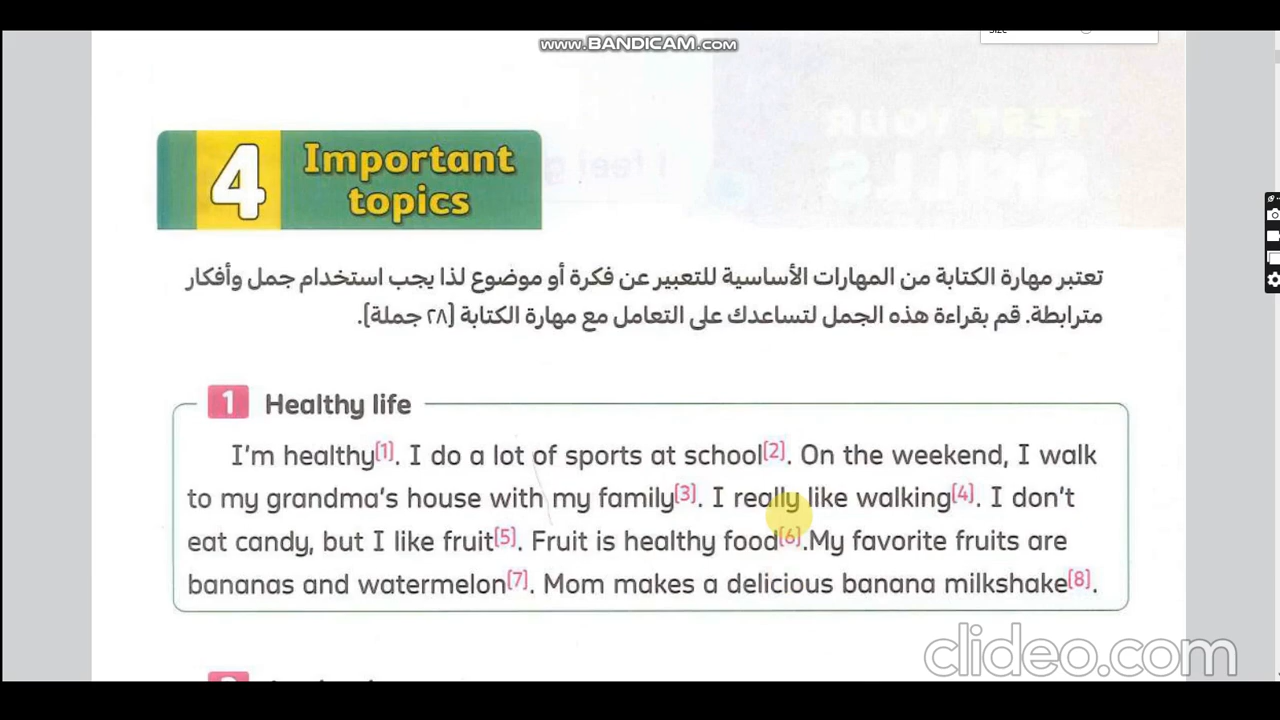 Size
www.BANDICAM.com
4 Important
topics
تعتبر مهارة الكتابة من المهارات الأساسية للتعبير عن فكرة أو موضوع لذا يجب استخدام جمل وأفكار
مترابطة. قم بقراءة هذه الجمل لتساعدك على التعامل مع مهارة الكتابة (٢٨ جملة).
1 Healthy life
I'm healthy(1). I do a lot of sports at school(2). On the weekend, I walk
to my grandma's house with my family(3). I really like walking(4). I don't
eat candy, but I like fruit(5). Fruit is healthy food(6).My favorite fruits are
bananas and watermelon(7). Mom makes a delicious banana milkshake(8).
clideo.com